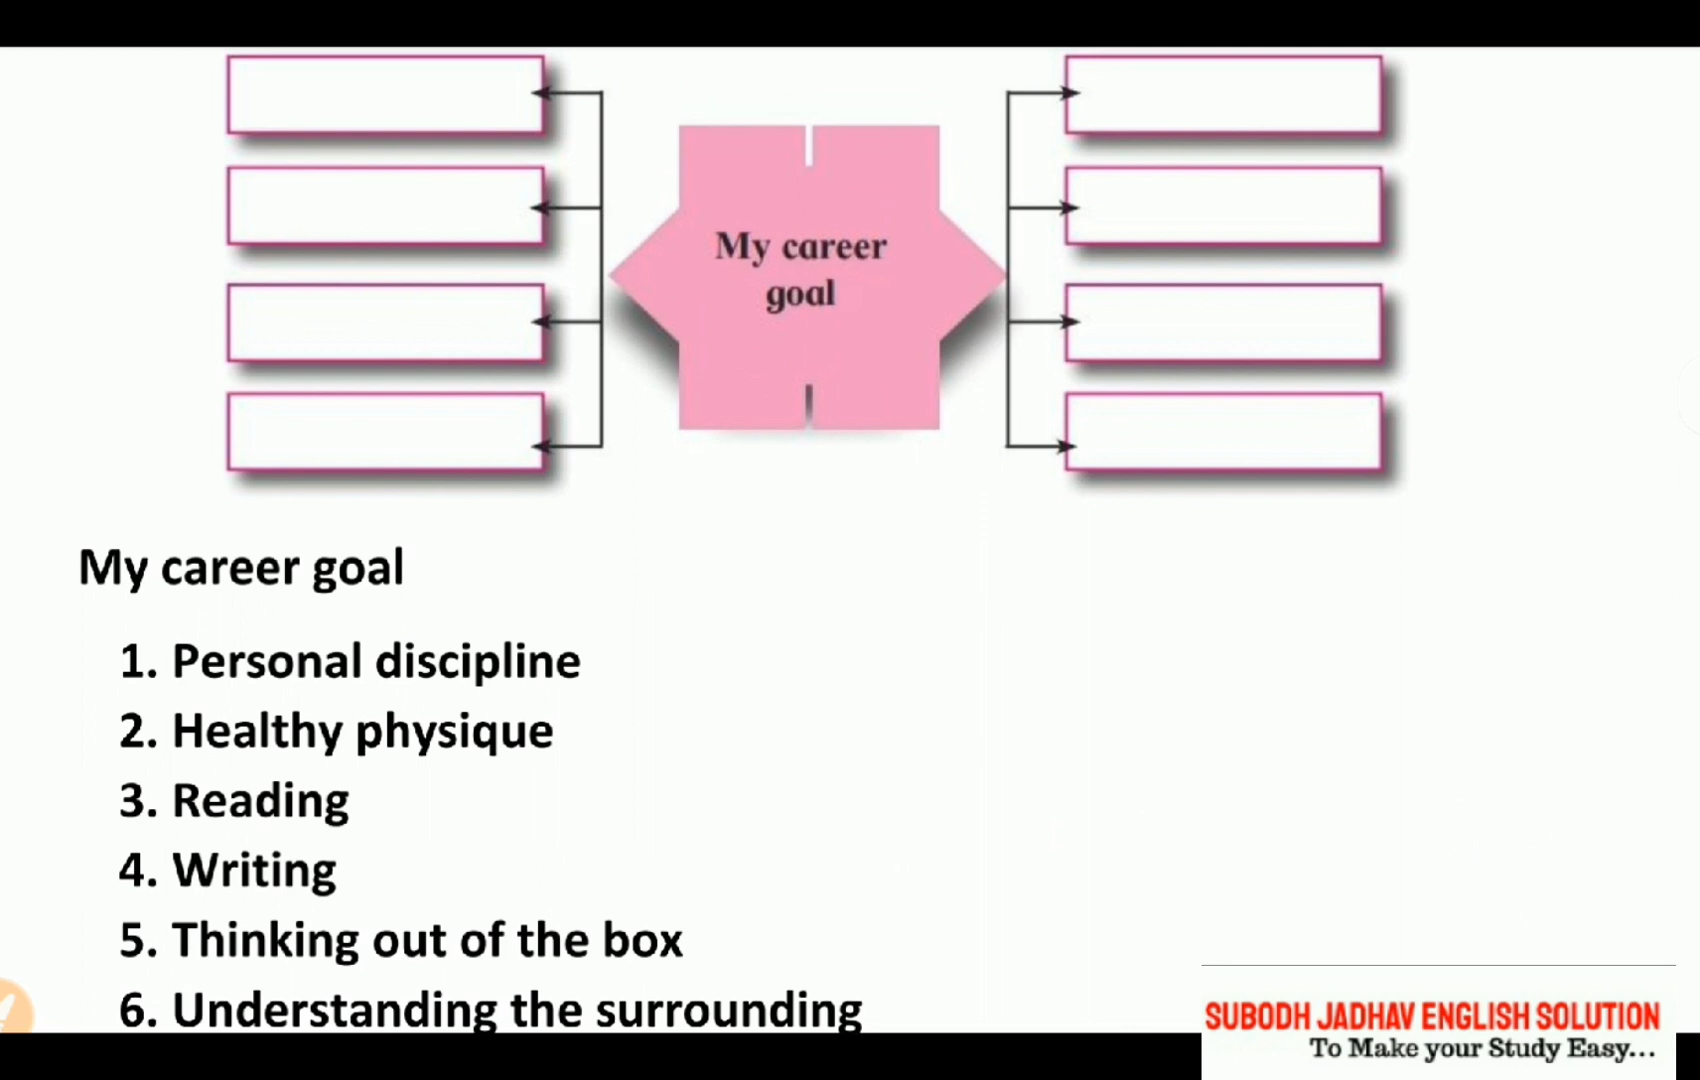 My career
goal
My career goal
1. Personal discipline
2. Healthy physique
3. Reading
4. Writing
5. Thinking out of the box
6. Understanding the surrounding
SUBODH JADHAV ENGLISH SOLUTION
To Make your Study Easy...